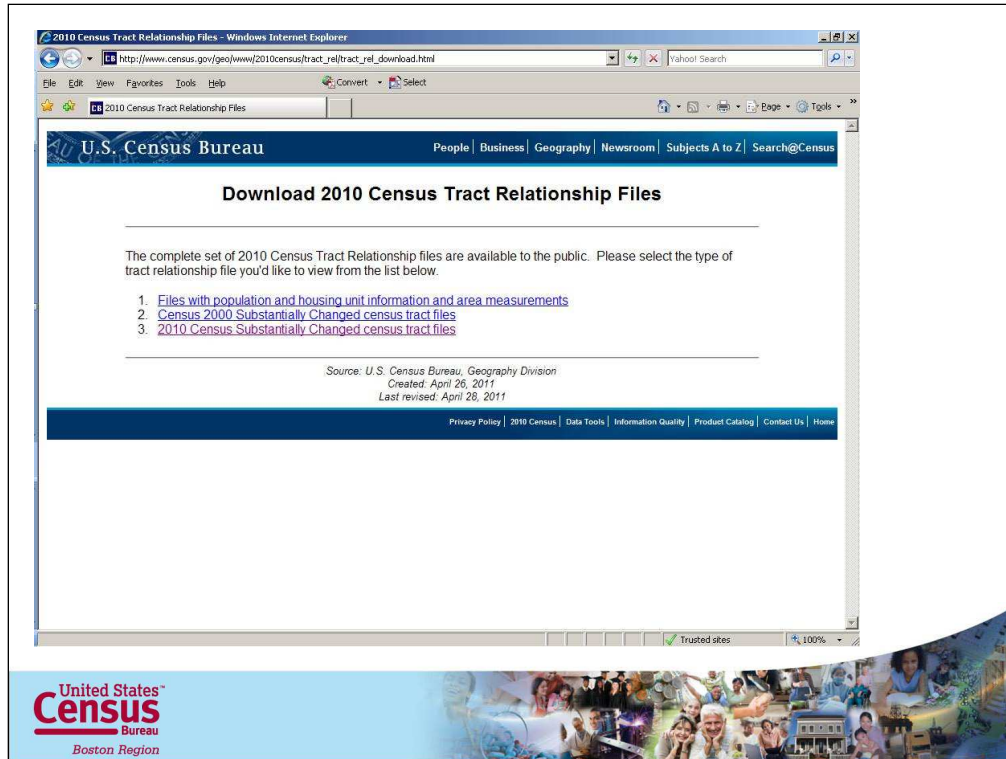 2010 Census Tract Relationship Files - Windows Internet Explorer
CB http://www.census.gov/geo/www/2010census/tract_rel/tract_rel_download.html
Yahoo! Search
File Edit View Favorites Tools Help
Convert Select
CB 2010 Census Tract Relationship Files
Page Tools »
U.S. Census Bureau
People | Business | Geography | Newsroom | Subjects A to Z | Search@Census
Download 2010 Census Tract Relationship Files
The complete set of 2010 Census Tract Relationship files are available to the public. Please select the type of
tract relationship file you'd like to view from the list below.
1. Files with population and housing unit information and area measurements
2. Census 2000 Substantially Changed census tract files
3. 2010 Census Substantially Changed census tract files
Source: U.S. Census Bureau, Geography Division
Created: April 26, 2011
Last revised: April 28, 2011
Privacy Policy | 2010 Census | Data Tools | Information Quality | Product Catalog | Contact Us | Home
Trusted sites
100%
United States™
Census
Bureau
Boston Region